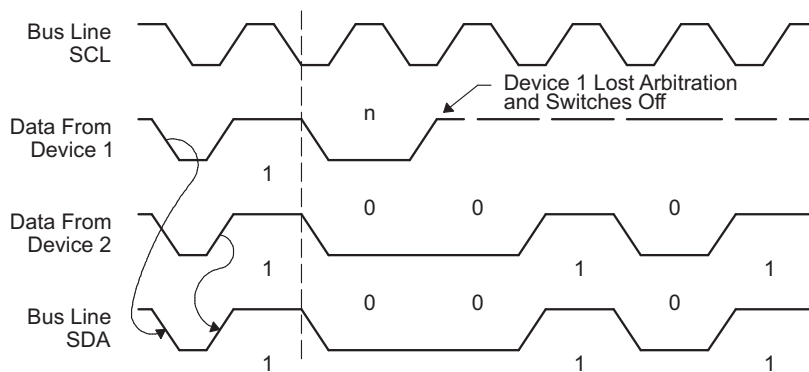 Bus Line
SCL
Device 1 Lost Arbitration
and Switches Off
n
Data From
Device 1
1
0 0 0
Data From
Device 2
1 1 1
0 0 0
Bus Line
SDA
1 1 1